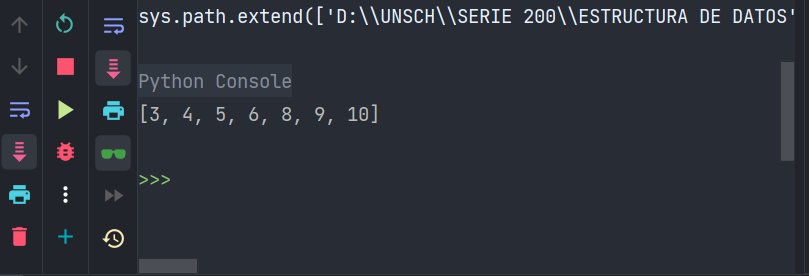 sys.path.extend(['D:\\UNSCH\\SERIE 200\\ESTRUCTURA DE DATOS'
Python Console
[3, 4, 5, 6, 8, 9, 10]
>>>